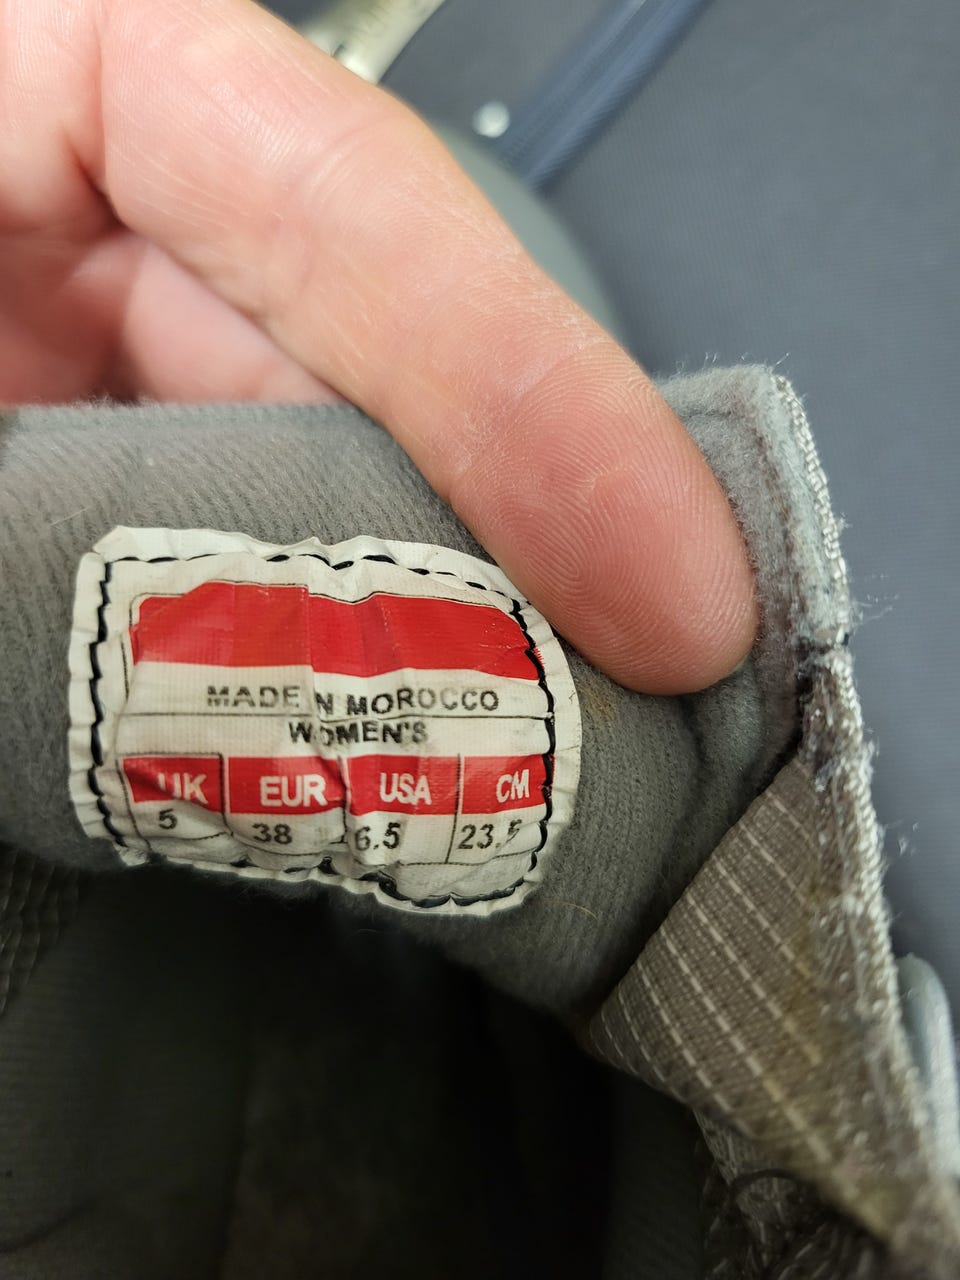 MADE IN MOROCCO
WOMEN'S
UK EUR USA CM
5 38 6.5 23.5